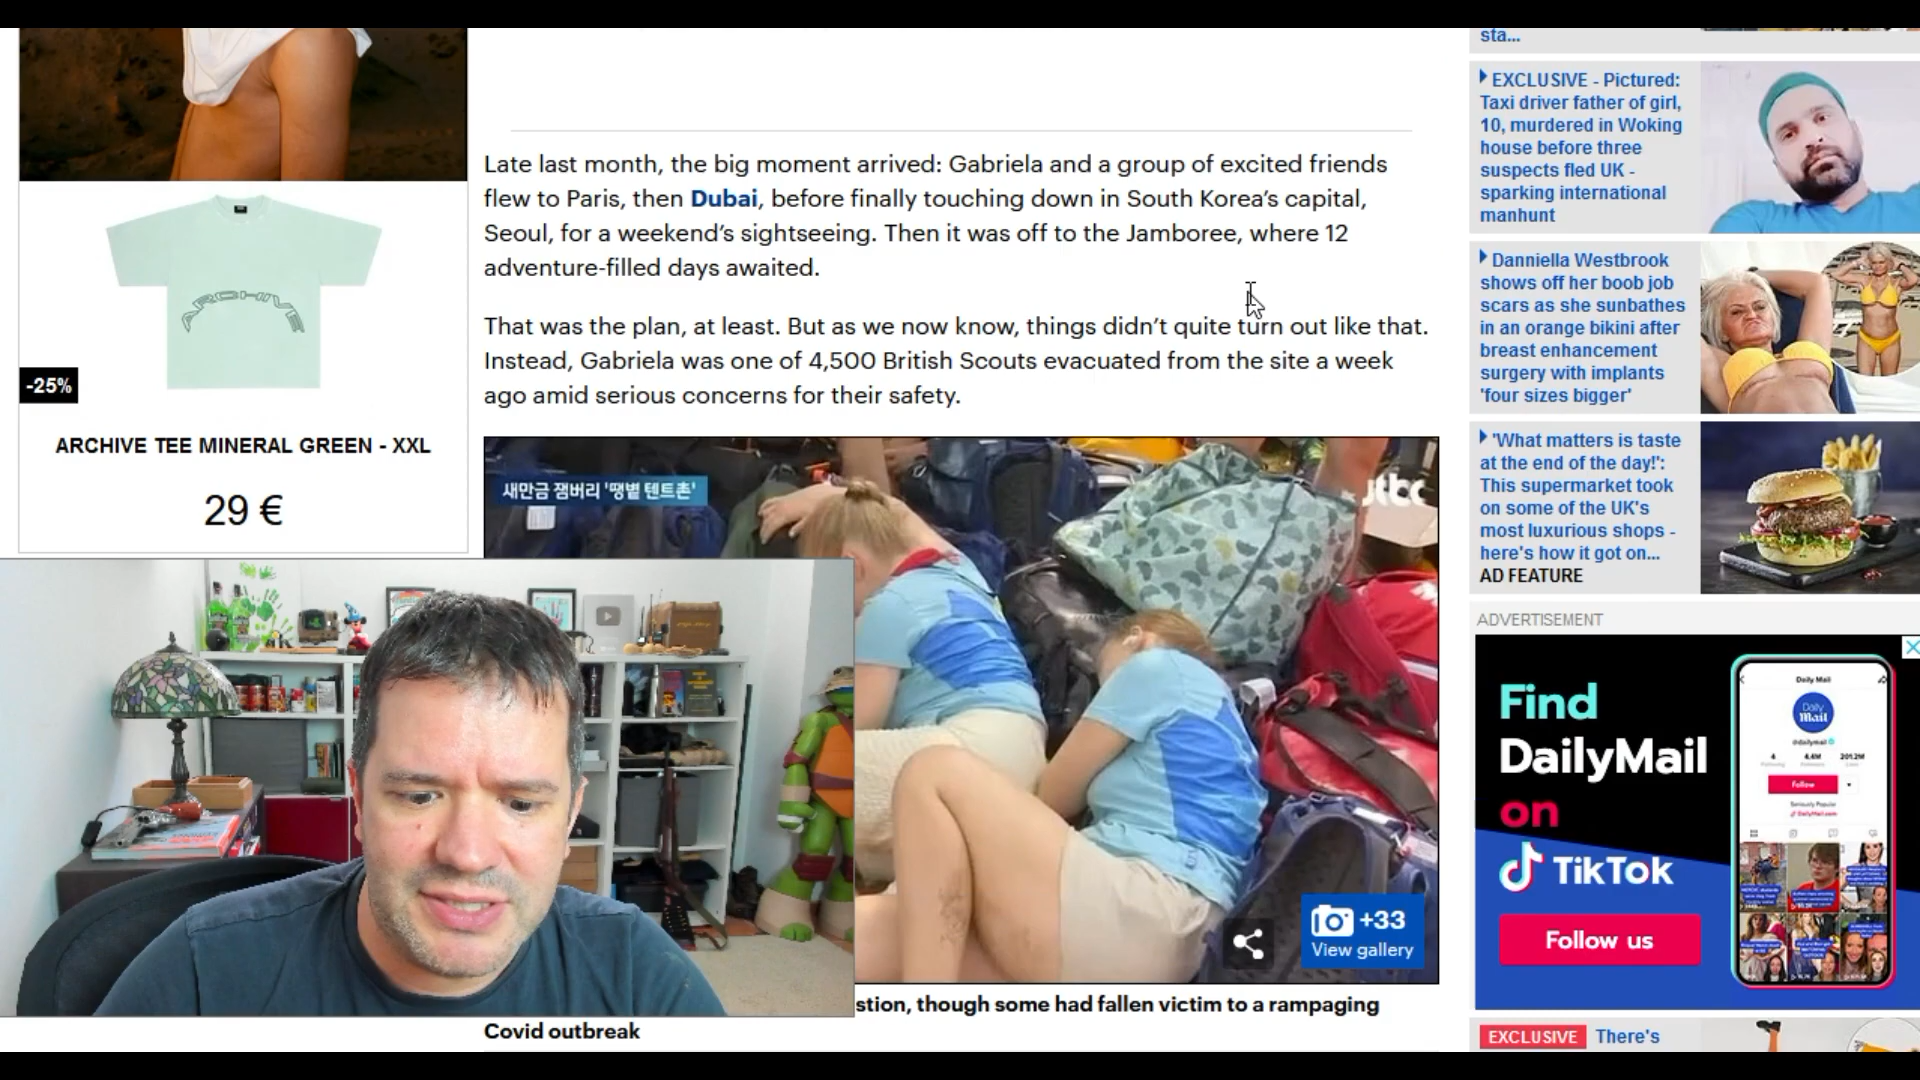 -25%
ARCHIVE
ARCHIVE TEE MINERAL GREEN - XXL
29 €
Late last month, the big moment arrived: Gabriela and a group of excited friends
flew to Paris, then Dubai, before finally touching down in South Korea’s capital,
Seoul, for a weekend’s sightseeing. Then it was off to the Jamboree, where 12
adventure-filled days awaited.
That was the plan, at least. But as we now know, things didn’t quite turn out like that.
Instead, Gabriela was one of 4,500 British Scouts evacuated from the site a week
ago amid serious concerns for their safety.
새만금 잼버리 '땡볕 텐트촌'
jtbc
+33
View gallery
stion, though some had fallen victim to a rampaging
Covid outbreak
sta...
EXCLUSIVE - Pictured:
Taxi driver father of girl,
10, murdered in Woking
house before three
suspects fled UK -
sparking international
manhunt
Danniella Westbrook
shows off her boob job
scars as she sunbathes
in an orange bikini after
breast enhancement
surgery with implants
'four sizes bigger'
'What matters is taste
at the end of the day!':
This supermarket took
on some of the UK's
most luxurious shops -
here's how it got on...
AD FEATURE
ADVERTISEMENT
Find
DailyMail
on
TikTok
Follow us
Daily Mail
Daily
Mail
@dailymail
Follow
EXCLUSIVE There's